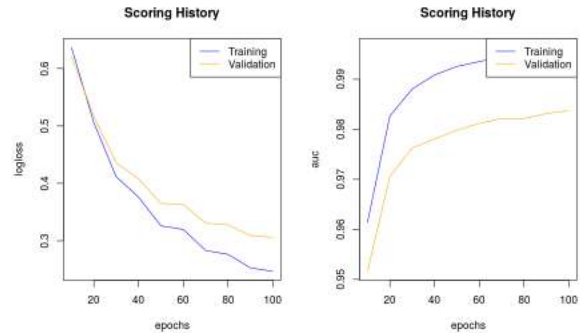 Scoring History
Training
Validation
logloss
0.6
0.5
0.4
0.3
20 40 60 80 100
epochs
Scoring History
Training
Validation
auc
0.99
0.98
0.97
0.96
0.95
20 40 60 80 100
epochs